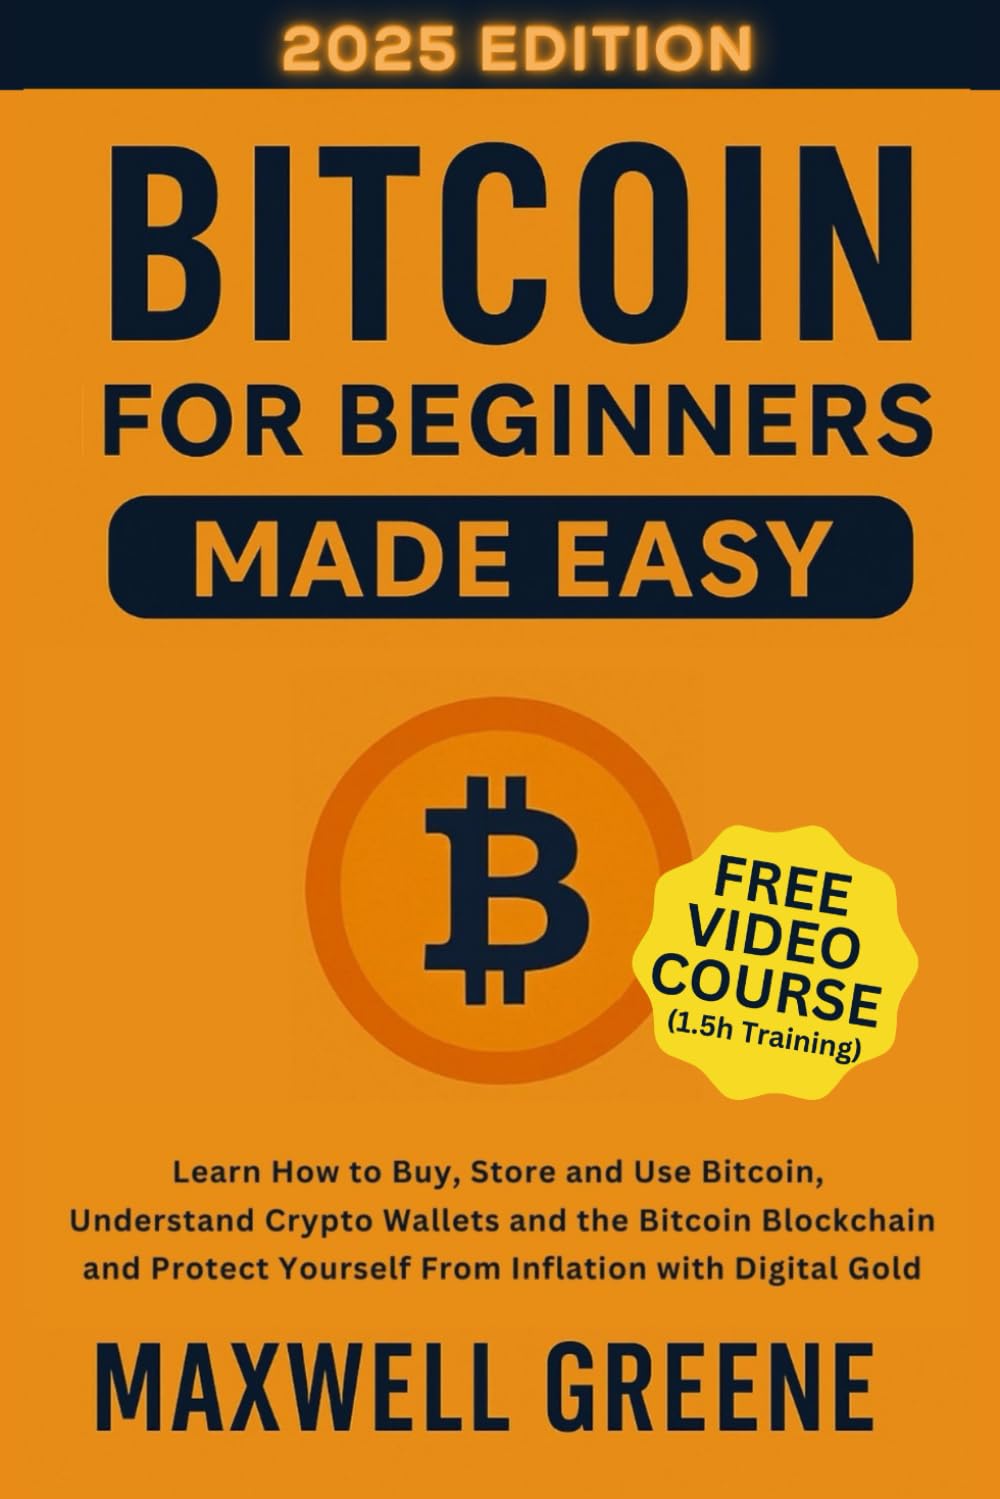 2025 EDITION
BITCOIN
FOR BEGINNERS
MADE EASY
FREE
VIDEO
COURSE
(1.5h Training)
Learn How to Buy, Store and Use Bitcoin,
Understand Crypto Wallets and the Bitcoin Blockchain
and Protect Yourself From Inflation with Digital Gold
MAXWELL GREENE